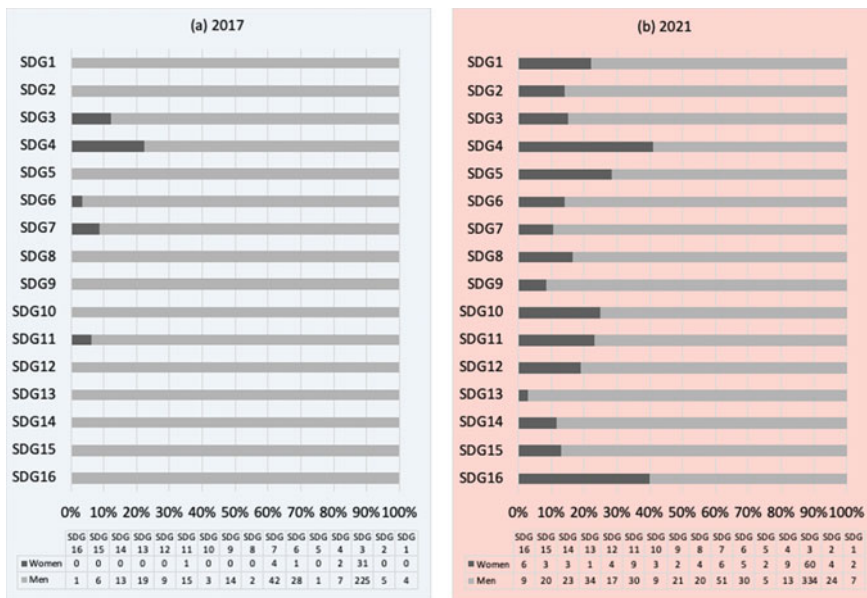 (a) 2017
SDG1
SDG2
SDG3
SDG4
SDG5
SDG6
SDG7
SDG8
SDG9
SDG10
SDG11
SDG12
SDG13
SDG14
SDG15
SDG16
0% 10% 20% 30% 40% 50% 60% 70% 80% 90% 100%
SDG SDG SDG SDG SDG SDG SDG SDG SDG SDG SDG SDG SDG SDG SDG SDG
16 15 14 13 12 11 10 9 8 7 6 5 4 3 2 1
Women 0 0 0 0 0 1 0 0 0 4 1 0 2 31 0 0
Men 1 6 13 19 9 15 3 14 2 42 28 1 7 225 5 4
(b) 2021
SDG1
SDG2
SDG3
SDG4
SDG5
SDG6
SDG7
SDG8
SDG9
SDG10
SDG11
SDG12
SDG13
SDG14
SDG15
SDG16
0% 10% 20% 30% 40% 50% 60% 70% 80% 90% 100%
SDG SDG SDG SDG SDG SDG SDG SDG SDG SDG SDG SDG SDG SDG SDG SDG
16 15 14 13 12 11 10 9 8 7 6 5 4 3 2 1
Women 6 3 3 1 4 9 3 2 4 6 5 2 9 60 4 2
Men 9 20 23 34 17 30 9 21 20 51 30 5 13 334 24 7